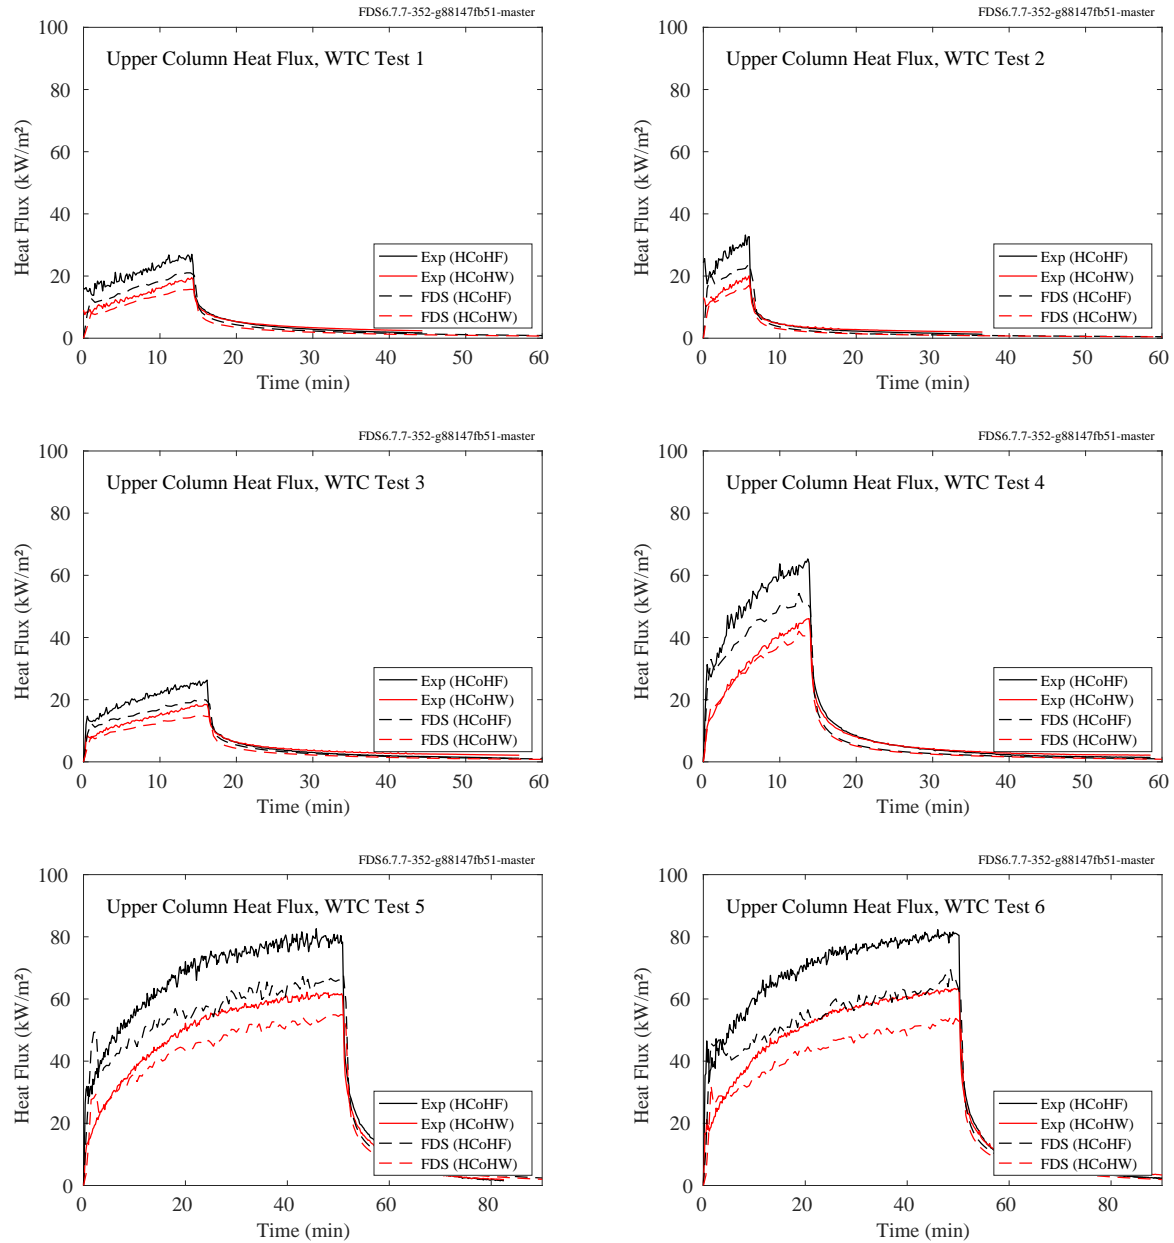 FDS6.7.7-352-g88147fb51-master
Upper Column Heat Flux, WTC Test 1
Heat Flux (kW/m²)
100
80
60
40
20
0
Exp (HCoHF)
Exp (HCoHW)
FDS (HCoHF)
FDS (HCoHW)
0 10 20 30 40 50 60
Time (min)
FDS6.7.7-352-g88147fb51-master
Upper Column Heat Flux, WTC Test 2
Heat Flux (kW/m²)
100
80
60
40
20
0
Exp (HCoHF)
Exp (HCoHW)
FDS (HCoHF)
FDS (HCoHW)
0 10 20 30 40 50 60
Time (min)
FDS6.7.7-352-g88147fb51-master
Upper Column Heat Flux, WTC Test 3
Heat Flux (kW/m²)
100
80
60
40
20
0
Exp (HCoHF)
Exp (HCoHW)
FDS (HCoHF)
FDS (HCoHW)
0 10 20 30 40 50 60
Time (min)
FDS6.7.7-352-g88147fb51-master
Upper Column Heat Flux, WTC Test 4
Heat Flux (kW/m²)
100
80
60
40
20
0
Exp (HCoHF)
Exp (HCoHW)
FDS (HCoHF)
FDS (HCoHW)
0 10 20 30 40 50 60
Time (min)
FDS6.7.7-352-g88147fb51-master
Upper Column Heat Flux, WTC Test 5
Heat Flux (kW/m²)
100
80
60
40
20
0
Exp (HCoHF)
Exp (HCoHW)
FDS (HCoHF)
FDS (HCoHW)
0 20 40 60 80
Time (min)
FDS6.7.7-352-g88147fb51-master
Upper Column Heat Flux, WTC Test 6
Heat Flux (kW/m²)
100
80
60
40
20
0
Exp (HCoHF)
Exp (HCoHW)
FDS (HCoHF)
FDS (HCoHW)
0 20 40 60 80
Time (min)